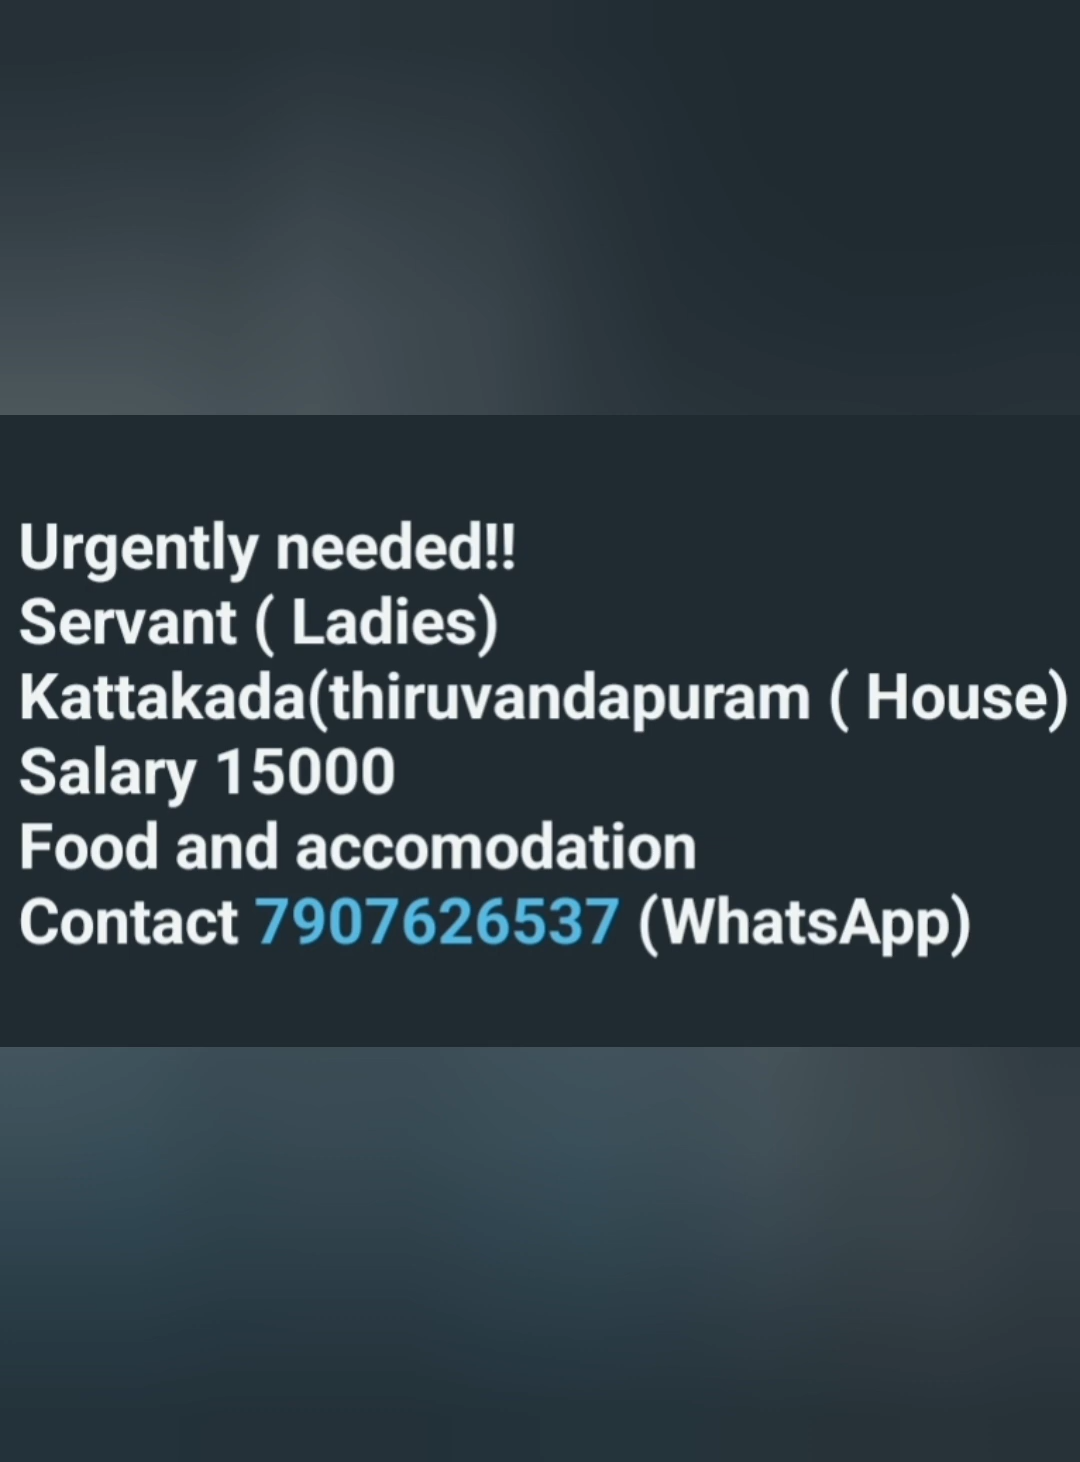 Urgently needed!!
Servant ( Ladies)
Kattakada(thiruvandapuram ( House)
Salary 15000
Food and accomodation
Contact 7907626537 (WhatsApp)